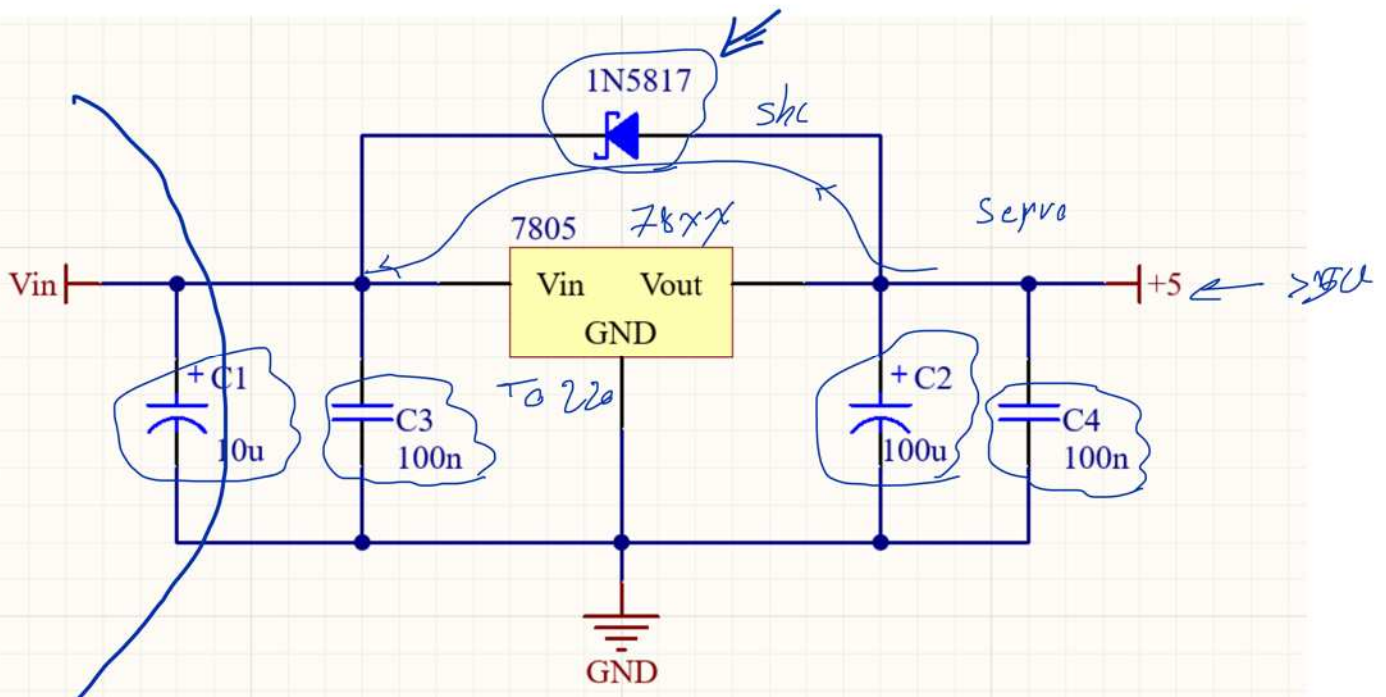 1N5817
shc
7805
78xx
Servo
Vin
Vin
Vout
+5
GND
+
C1
10u
C3
100n
TO 220
+
C2
100u
C4
100n
GND